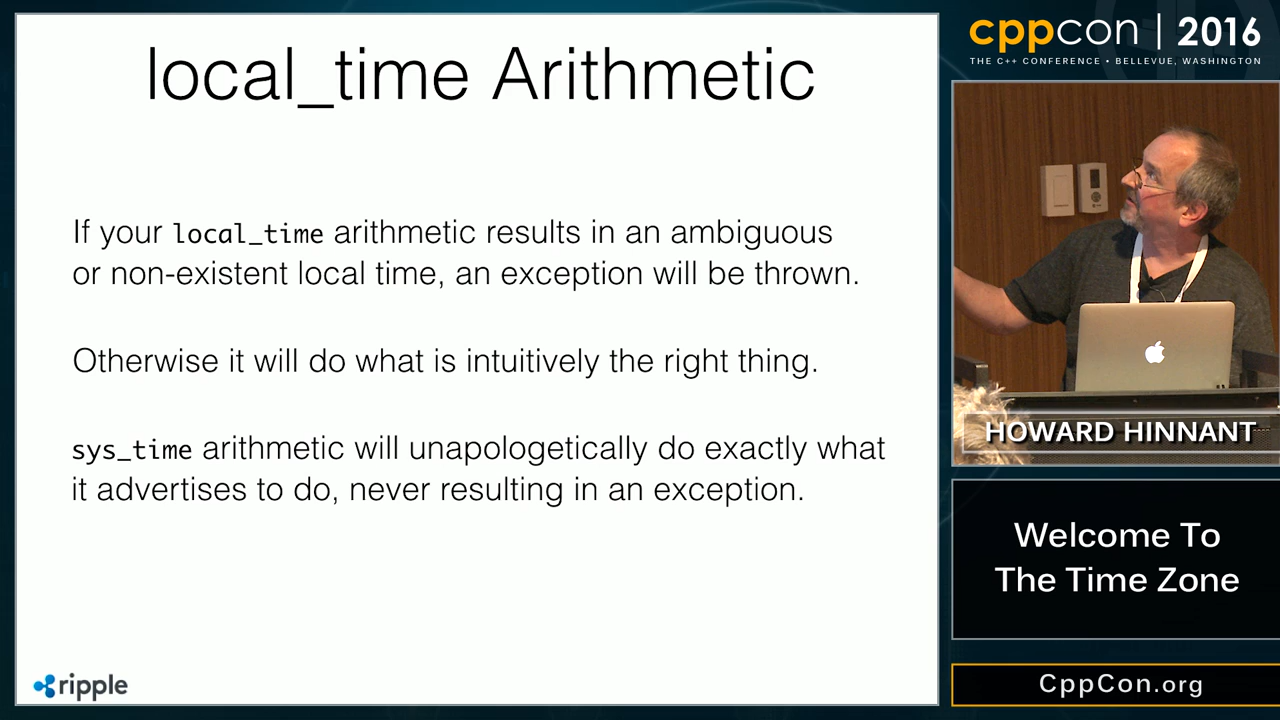 local_time Arithmetic
If your local_time arithmetic results in an ambiguous
or non-existent local time, an exception will be thrown.
Otherwise it will do what is intuitively the right thing.
sys_time arithmetic will unapologetically do exactly what
it advertises to do, never resulting in an exception.
ripple
cppcon | 2016
THE C++ CONFERENCE • BELLEVUE, WASHINGTON
HOWARD HINNANT
Welcome To
The Time Zone
CppCon.org